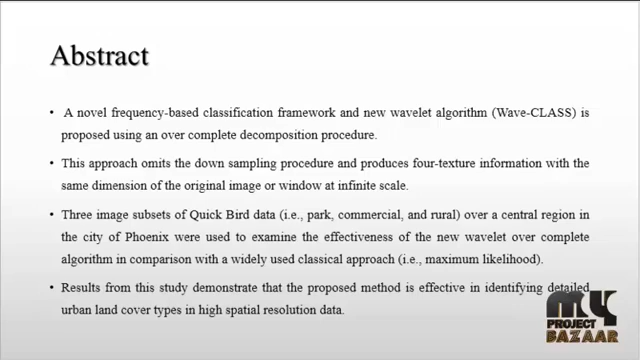 Abstract
• A novel frequency-based classification framework and new wavelet algorithm (Wave-CLASS) is
proposed using an over complete decomposition procedure.
• This approach omits the down sampling procedure and produces four-texture information with the
same dimension of the original image or window at infinite scale.
• Three image subsets of Quick Bird data (i.e., park, commercial, and rural) over a central region in
the city of Phoenix were used to examine the effectiveness of the new wavelet over complete
algorithm in comparison with a widely used classical approach (i.e., maximum likelihood).
• Results from this study demonstrate that the proposed method is effective in identifying detailed
urban land cover types in high spatial resolution data.
MY
PROJECT
BAZAAR